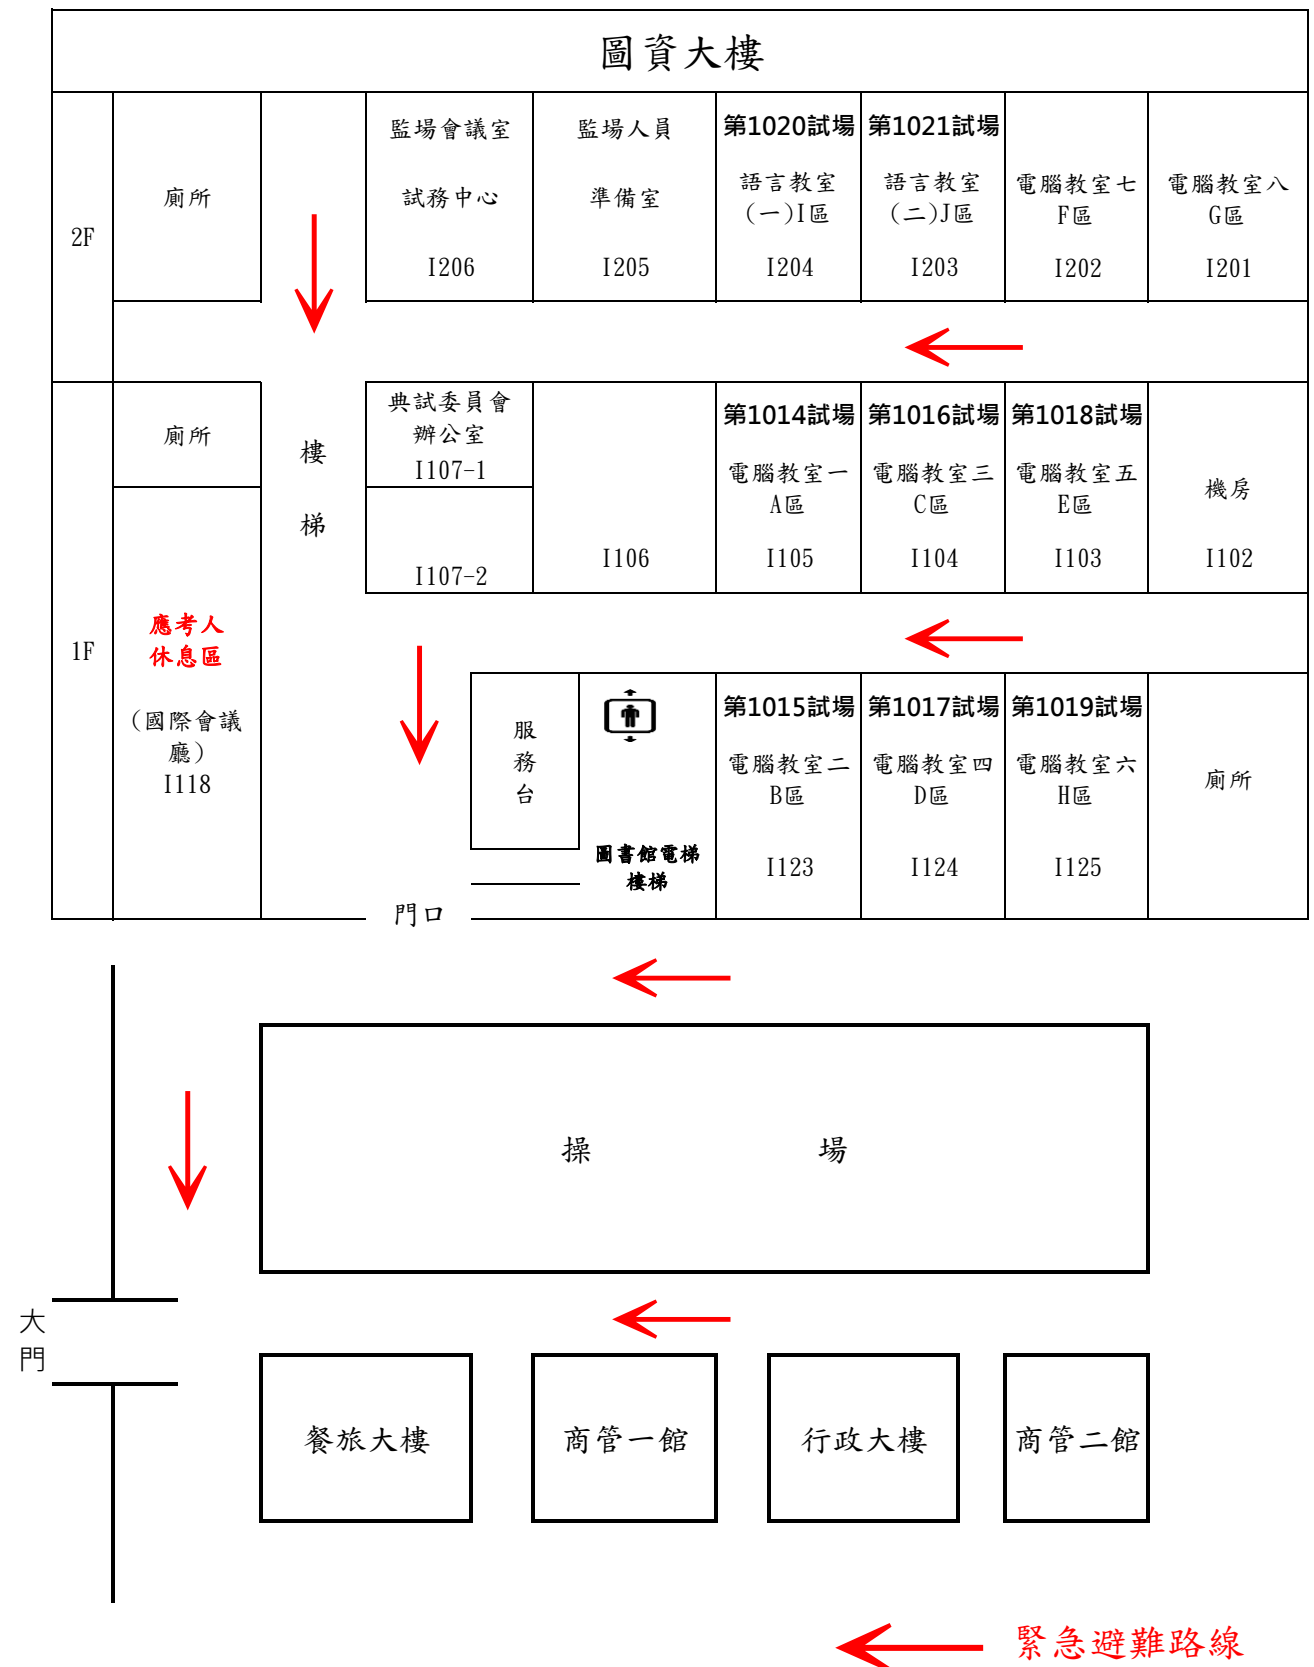 圖資大樓
2F
廁所
監場會議室
試務中心
I206
監場人員
準備室
I205
第1020試場
語言教室
(一)I區
I204
第1021試場
語言教室
(二)J區
I203
電腦教室七
F區
I202
電腦教室八
G區
I201
1F
廁所
應考人
休息區
(國際會議
廳)
I118
樓
梯
典試委員會
辦公室
I107-1
I107-2
I106
第1014試場
電腦教室一
A區
I105
第1016試場
電腦教室三
C區
I104
第1018試場
電腦教室五
E區
I103
機房
I102
服
務
台
圖書館電梯
樓梯
第1015試場
電腦教室二
B區
I123
第1017試場
電腦教室四
D區
I124
第1019試場
電腦教室六
H區
I125
廁所
門口
操 場
大
門
餐旅大樓
商管一館
行政大樓
商管二館
緊急避難路線